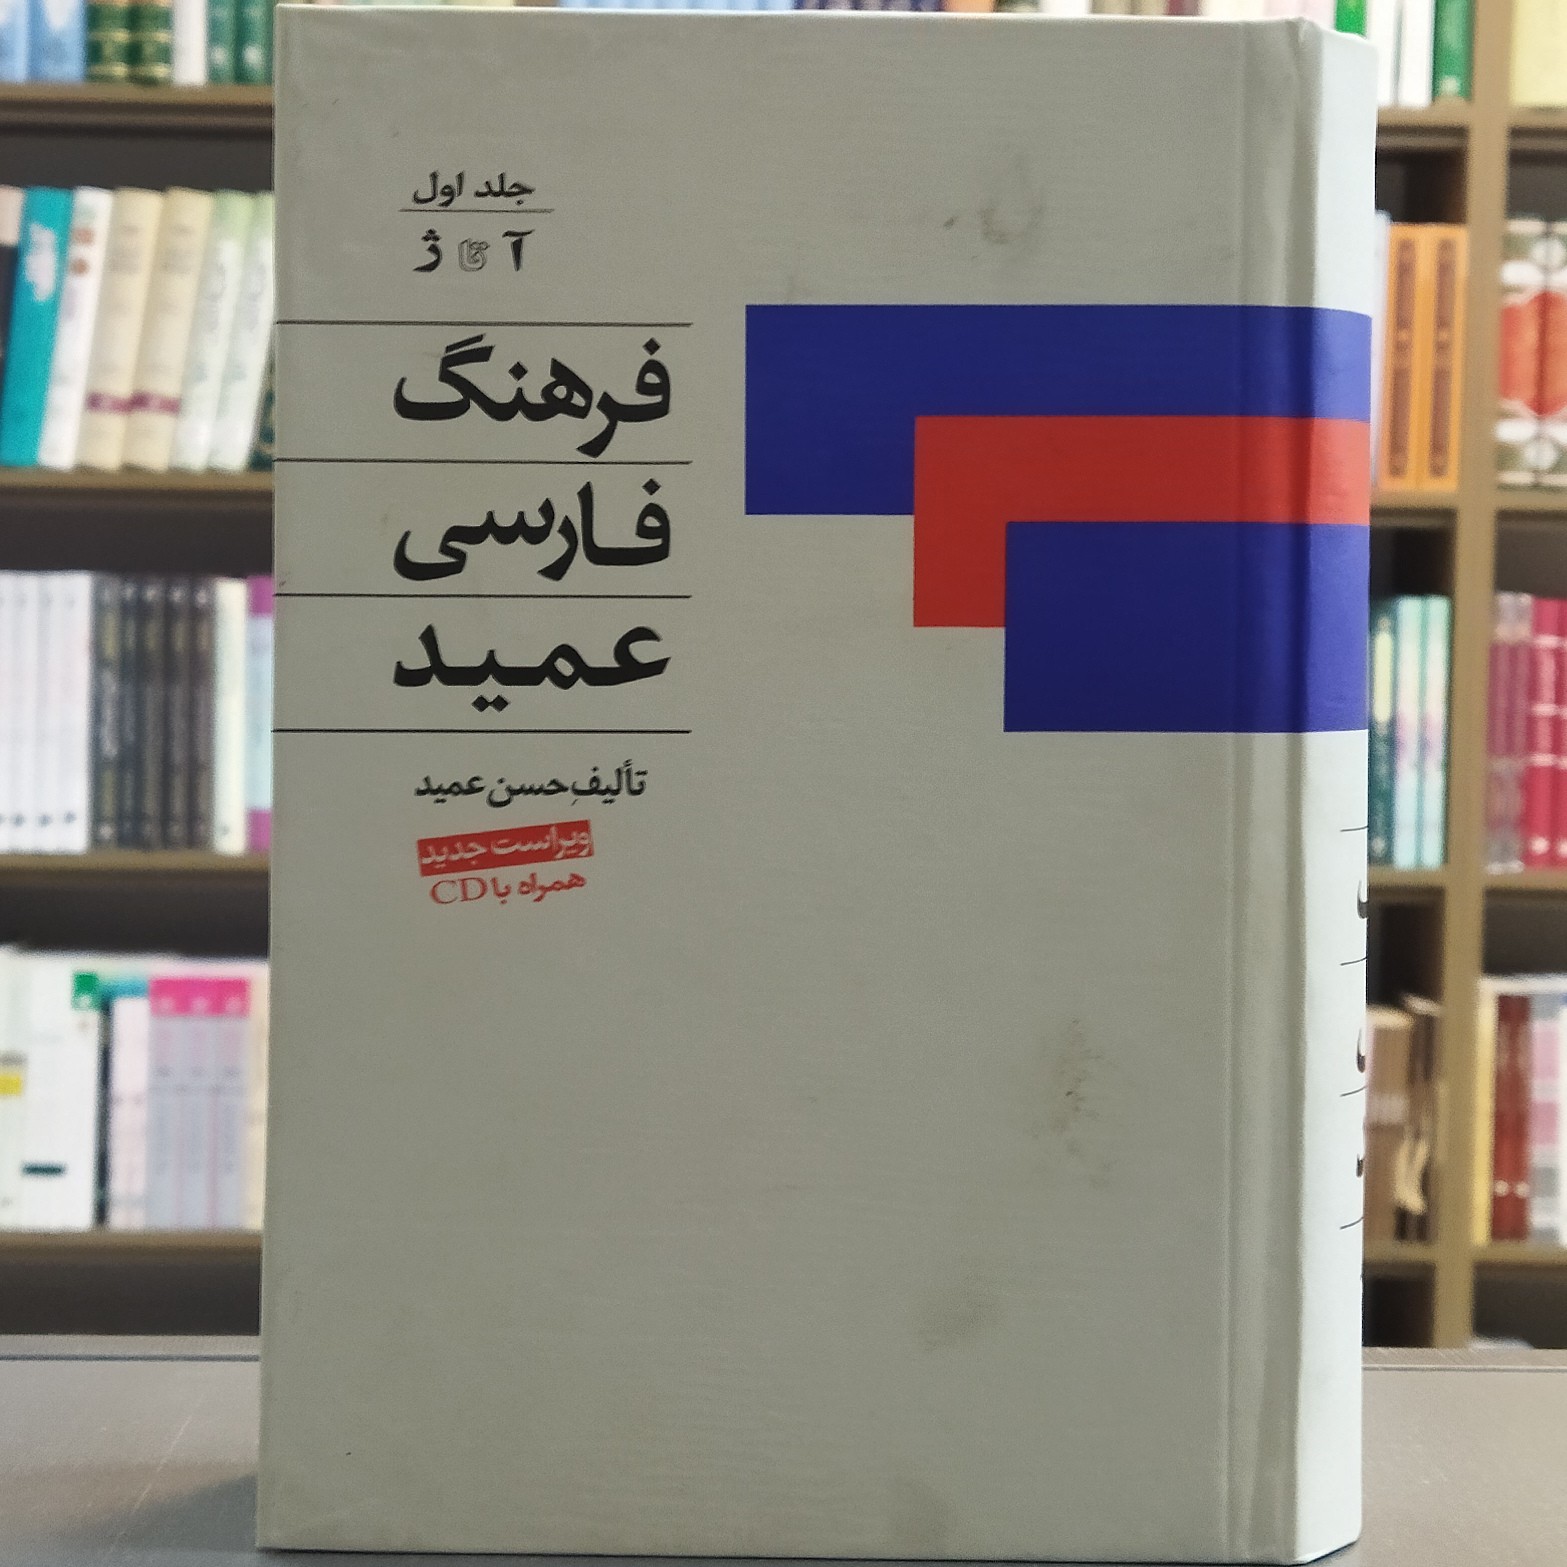 جلد اول
آ تا ژ
فرهنگ
فارسی
عمید
تألیفِ حسن عمید
ویراست جدید
همراه با CD